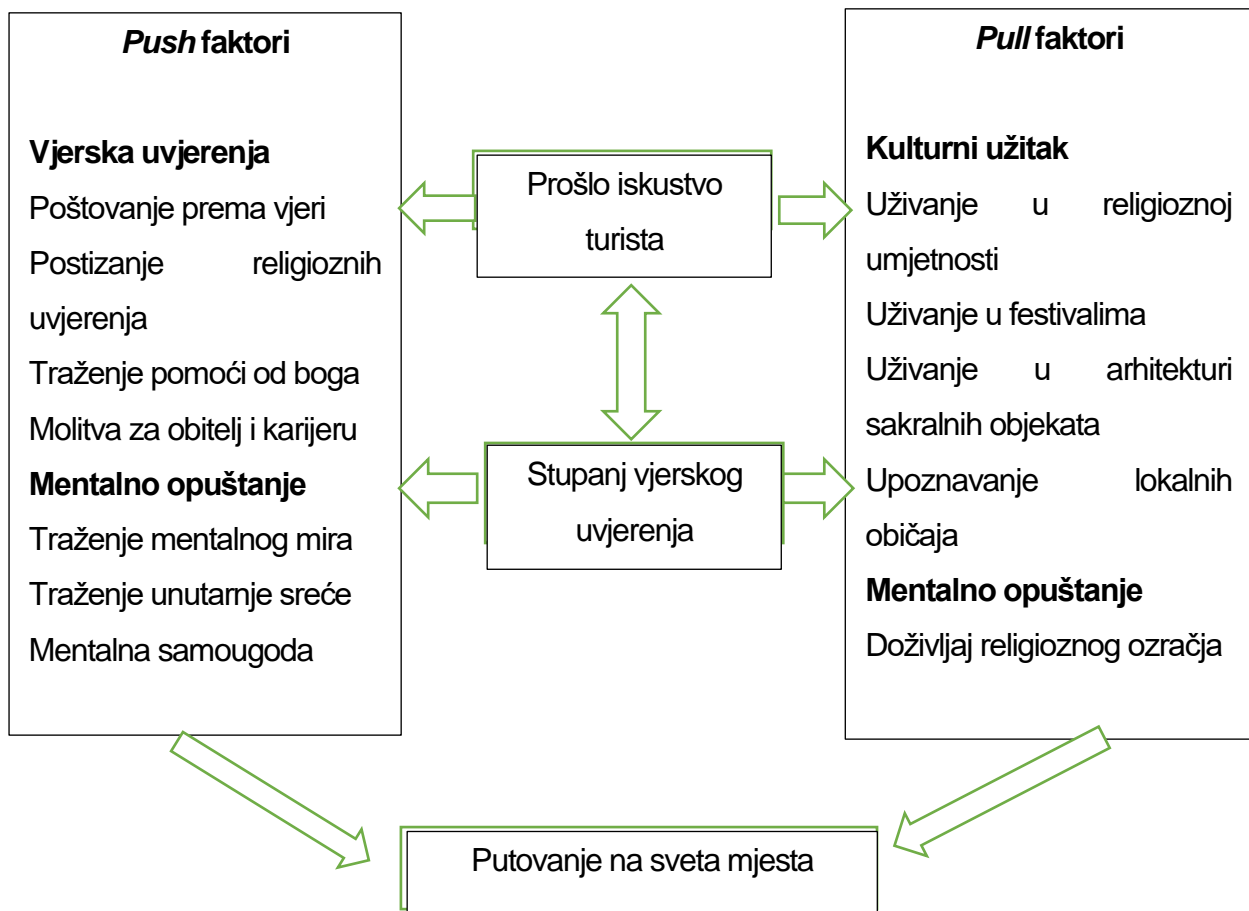 Push faktori
Vjerska uvjerenja
Poštovanje prema vjeri
Postizanje religioznih
uvjerenja
Traženje pomoći od boga
Molitva za obitelj i karijeru
Mentalno opuštanje
Traženje mentalnog mira
Traženje unutarnje sreće
Mentalna samougoda
Prošlo iskustvo
turista
Stupanj vjerskog
uvjerenja
Pull faktori
Kulturni užitak
Uživanje u religioznoj
umjetnosti
Uživanje u festivalima
Uživanje u arhitekturi
sakralnih objekata
Upoznavanje lokalnih
običaja
Mentalno opuštanje
Doživljaj religioznog ozračja
Putovanje na sveta mjesta